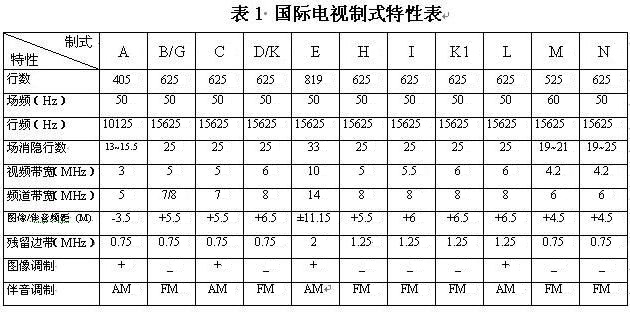 表 1 国际电视制式特性表
制式
特性 A B/G C D/K E H I K1 L M N
行数 405 625 625 625 819 625 625 625 625 525 625
场频（Hz） 50 50 50 50 50 50 50 50 50 60 50
行频（Hz） 10125 15625 15625 15625 15625 15625 15625 15625 15625 15625 15625
场消隐行数 13~15.5 25 25 25 33 25 25 25 25 19~21 19~25
视频带宽（MHz） 3 5 5 6 10 5 5.5 6 6 4.2 4.2
频道带宽（MHz） 5 7/8 7 8 14 8 8 8 8 6 6
图像/伴音频距（M） -3.5 +5.5 +5.5 +6.5 ±11.15 +5.5 +6 +6.5 +6.5 +4.5 +4.5
残留边带（MHz） 0.75 0.75 0.75 0.75 2 1.25 1.25 1.25 1.25 0.75 0.75
图像调制 + _ + _ + _ _ _ + _ _
伴音调制 AM FM AM FM AM FM FM FM AM FM FM